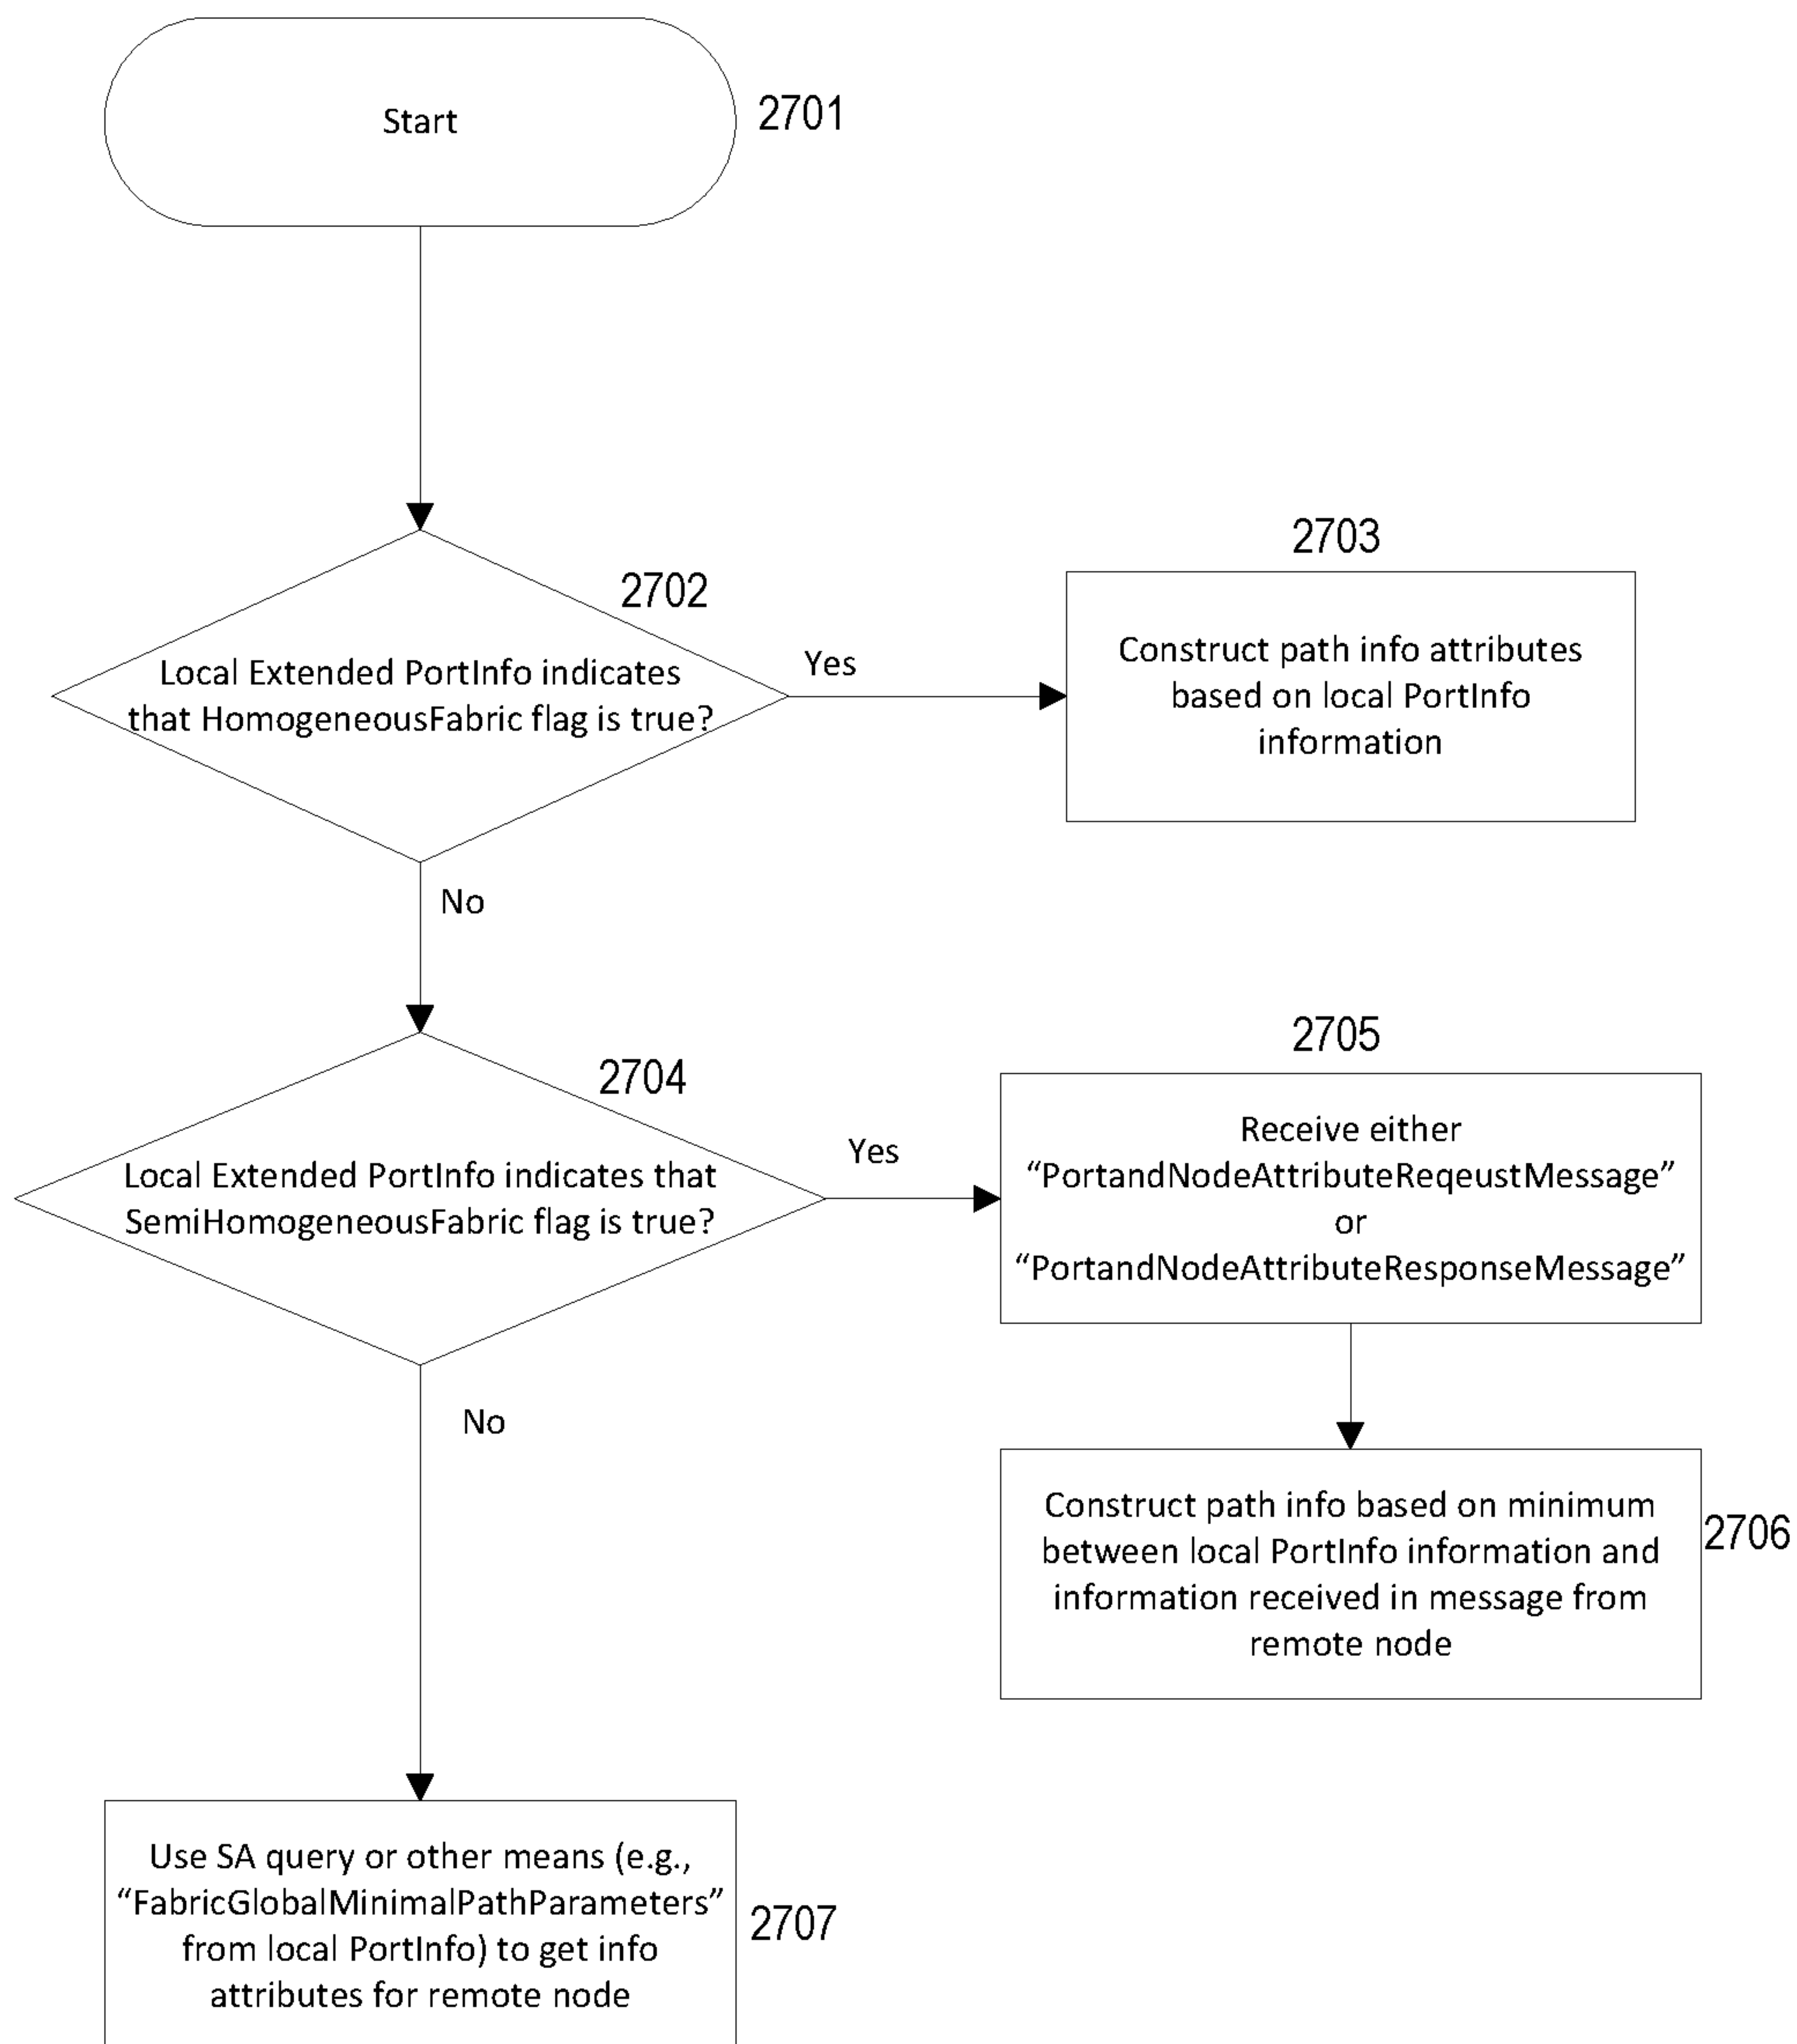 Start
2701
2702
Local Extended PortInfo indicates
that HomogeneousFabric flag is true?
Yes
2703
Construct path info attributes
based on local PortInfo
information
No
2704
Local Extended PortInfo indicates that
SemiHomogeneousFabric flag is true?
Yes
2705
Receive either
“PortandNodeAttributeReqeustMessage”
or
“PortandNodeAttributeResponseMessage”
No
Construct path info based on minimum
between local PortInfo information and
information received in message from
remote node
2706
Use SA query or other means (e.g.,
“FabricGlobalMinimalPathParameters”
from local PortInfo) to get info
attributes for remote node
2707